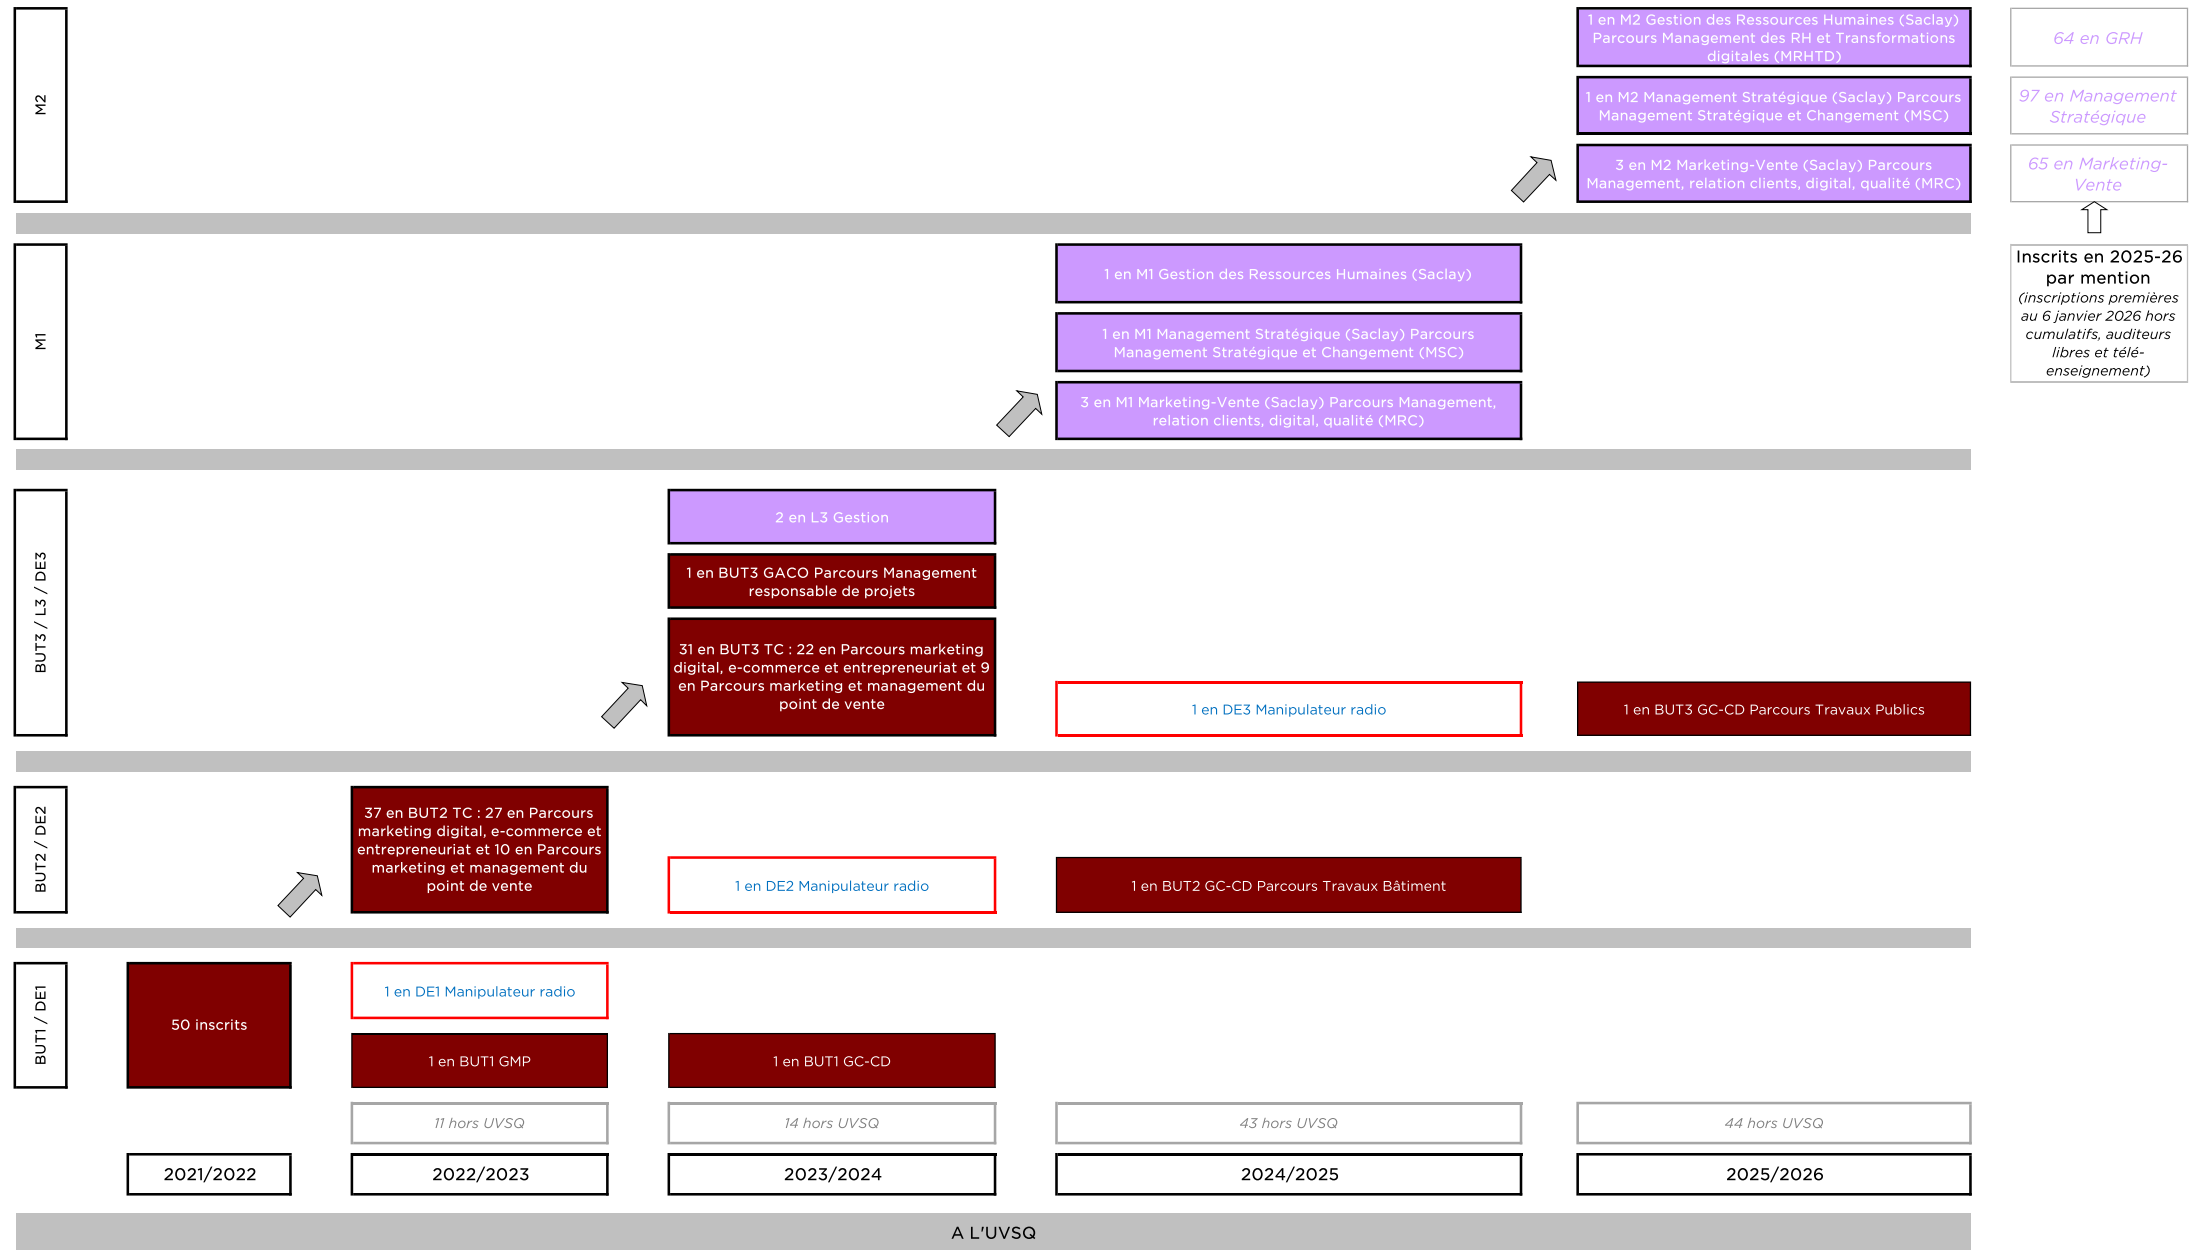 M2
1 en M2 Gestion des Ressources Humaines (Saclay)
Parcours Management des RH et Transformations
digitales (MRHTD)
64 en GRH
1 en M2 Management Stratégique (Saclay) Parcours
Management Stratégique et Changement (MSC)
97 en Management
Stratégique
3 en M2 Marketing-Vente (Saclay) Parcours
Management, relation clients, digital, qualité (MRC)
65 en Marketing-
Vente
M1
1 en M1 Gestion des Ressources Humaines (Saclay)
1 en M1 Management Stratégique (Saclay) Parcours
Management Stratégique et Changement (MSC)
3 en M1 Marketing-Vente (Saclay) Parcours Management,
relation clients, digital, qualité (MRC)
Inscrits en 2025-26
par mention
(inscriptions premières
au 6 janvier 2026 hors
cumulatifs, auditeurs
libres et télé-
enseignement)
BUT3 / L3 / DE3
2 en L3 Gestion
1 en BUT3 GACO Parcours Management
responsable de projets
31 en BUT3 TC : 22 en Parcours marketing
digital, e-commerce et entrepreneuriat et 9
en Parcours marketing et management du
point de vente
1 en DE3 Manipulateur radio
1 en BUT3 GC-CD Parcours Travaux Publics
BUT2 / DE2
37 en BUT2 TC : 27 en Parcours
marketing digital, e-commerce et
entrepreneuriat et 10 en Parcours
marketing et management du
point de vente
1 en DE2 Manipulateur radio
1 en BUT2 GC-CD Parcours Travaux Bâtiment
BUT1 / DE1
50 inscrits
1 en DE1 Manipulateur radio
1 en BUT1 GMP
1 en BUT1 GC-CD
11 hors UVSQ
14 hors UVSQ
43 hors UVSQ
44 hors UVSQ
2021/2022
2022/2023
2023/2024
2024/2025
2025/2026
A L'UVSQ